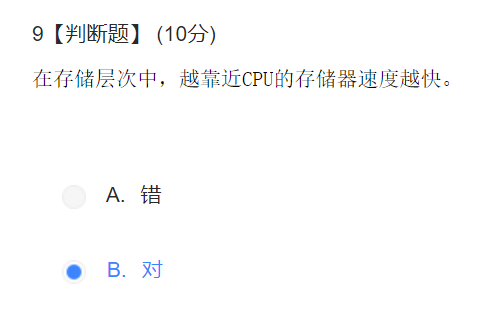 9【判断题】 (10分)
在存储层次中，越靠近CPU的存储器速度越快。
A. 错
B. 对